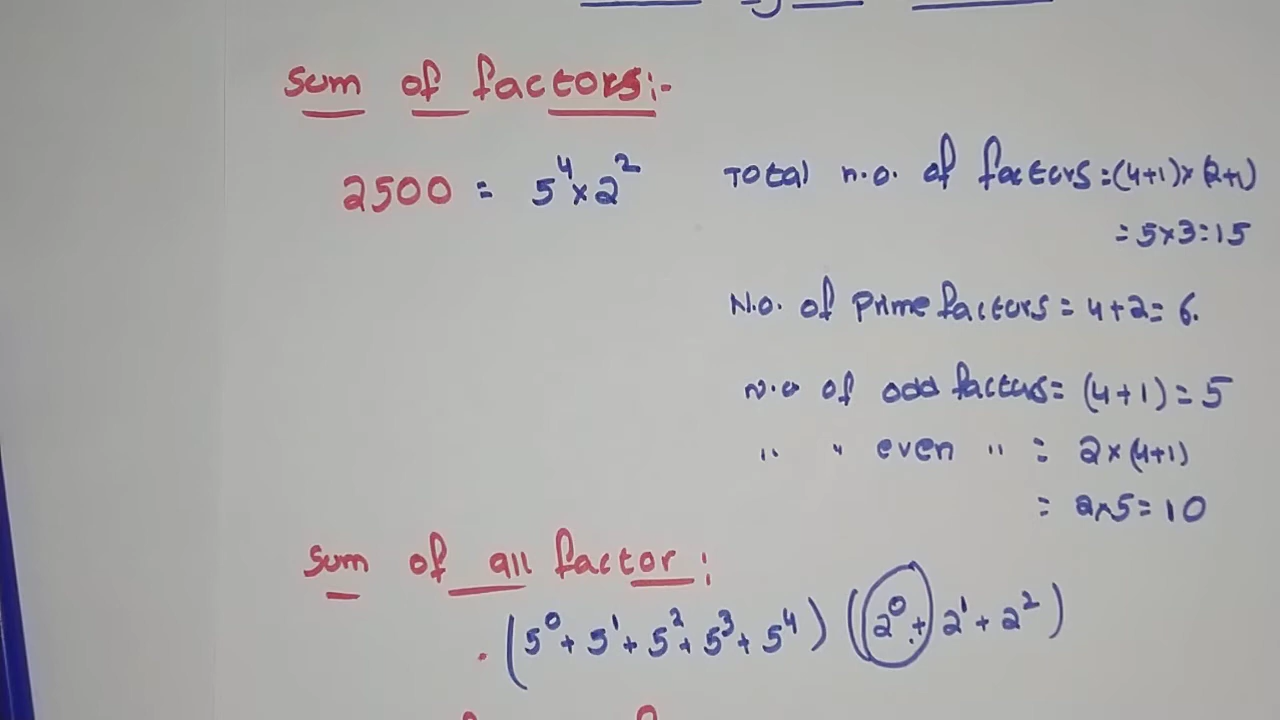 Sum of factors:-
2500 = 5⁴×2²
Total n.o. of factors = (4+1)×(2+1)
= 5×3=15
N.o. of Prime factors = 4+2= 6.
n.o of odd factors= (4+1) = 5
" " even " = 2×(4+1)
= 2×5=10
Sum of all factor:
(5⁰+5¹+5²+5³+5⁴) (2⁰+2¹+2²)